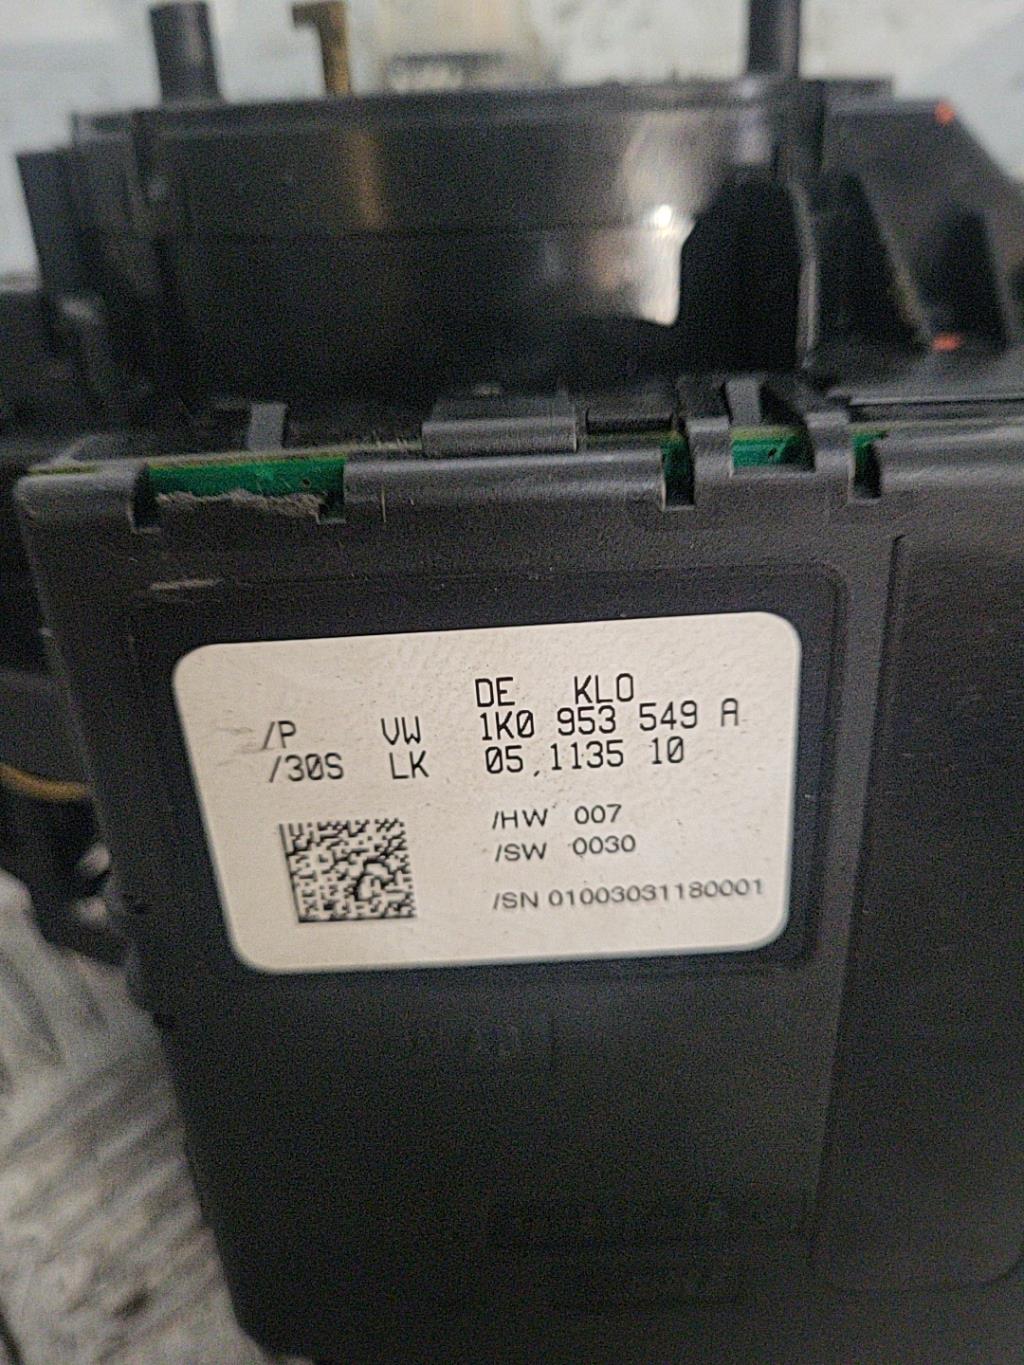 DE KLO
/P VW 1K0 953 549 A
/30S LK 05.1135 10
/HW 007
/SW 0030
/SN 01003031180001